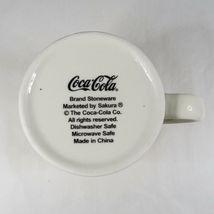 Coca-Cola
Brand Stoneware
Marketed by Sakura ®
© The Coca-Cola Co.
All rights reserved.
Dishwasher Safe
Microwave Safe
Made in China